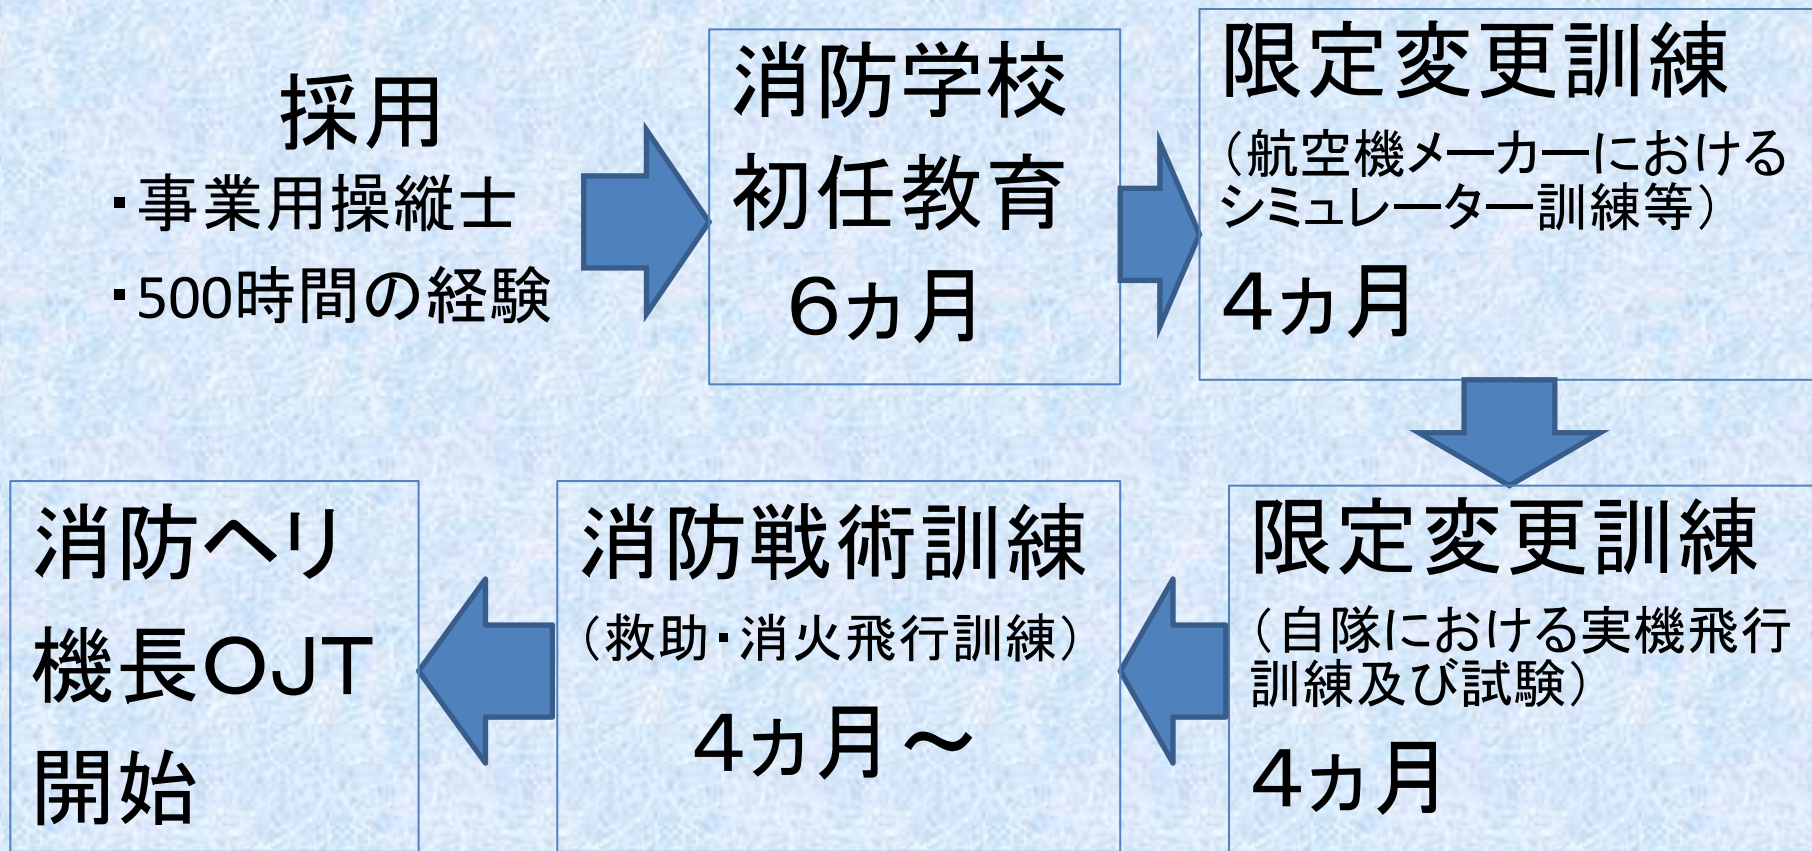 採用
・事業用操縦士
・500時間の経験
消防学校
初任教育
６ヵ月
限定変更訓練
（航空機メーカーにおける
シミュレーター訓練等）
４ヵ月
限定変更訓練
（自隊における実機飛行
訓練及び試験）
４ヵ月
消防戦術訓練
（救助・消火飛行訓練）
４ヵ月～
消防ヘリ
機長ＯＪＴ
開始